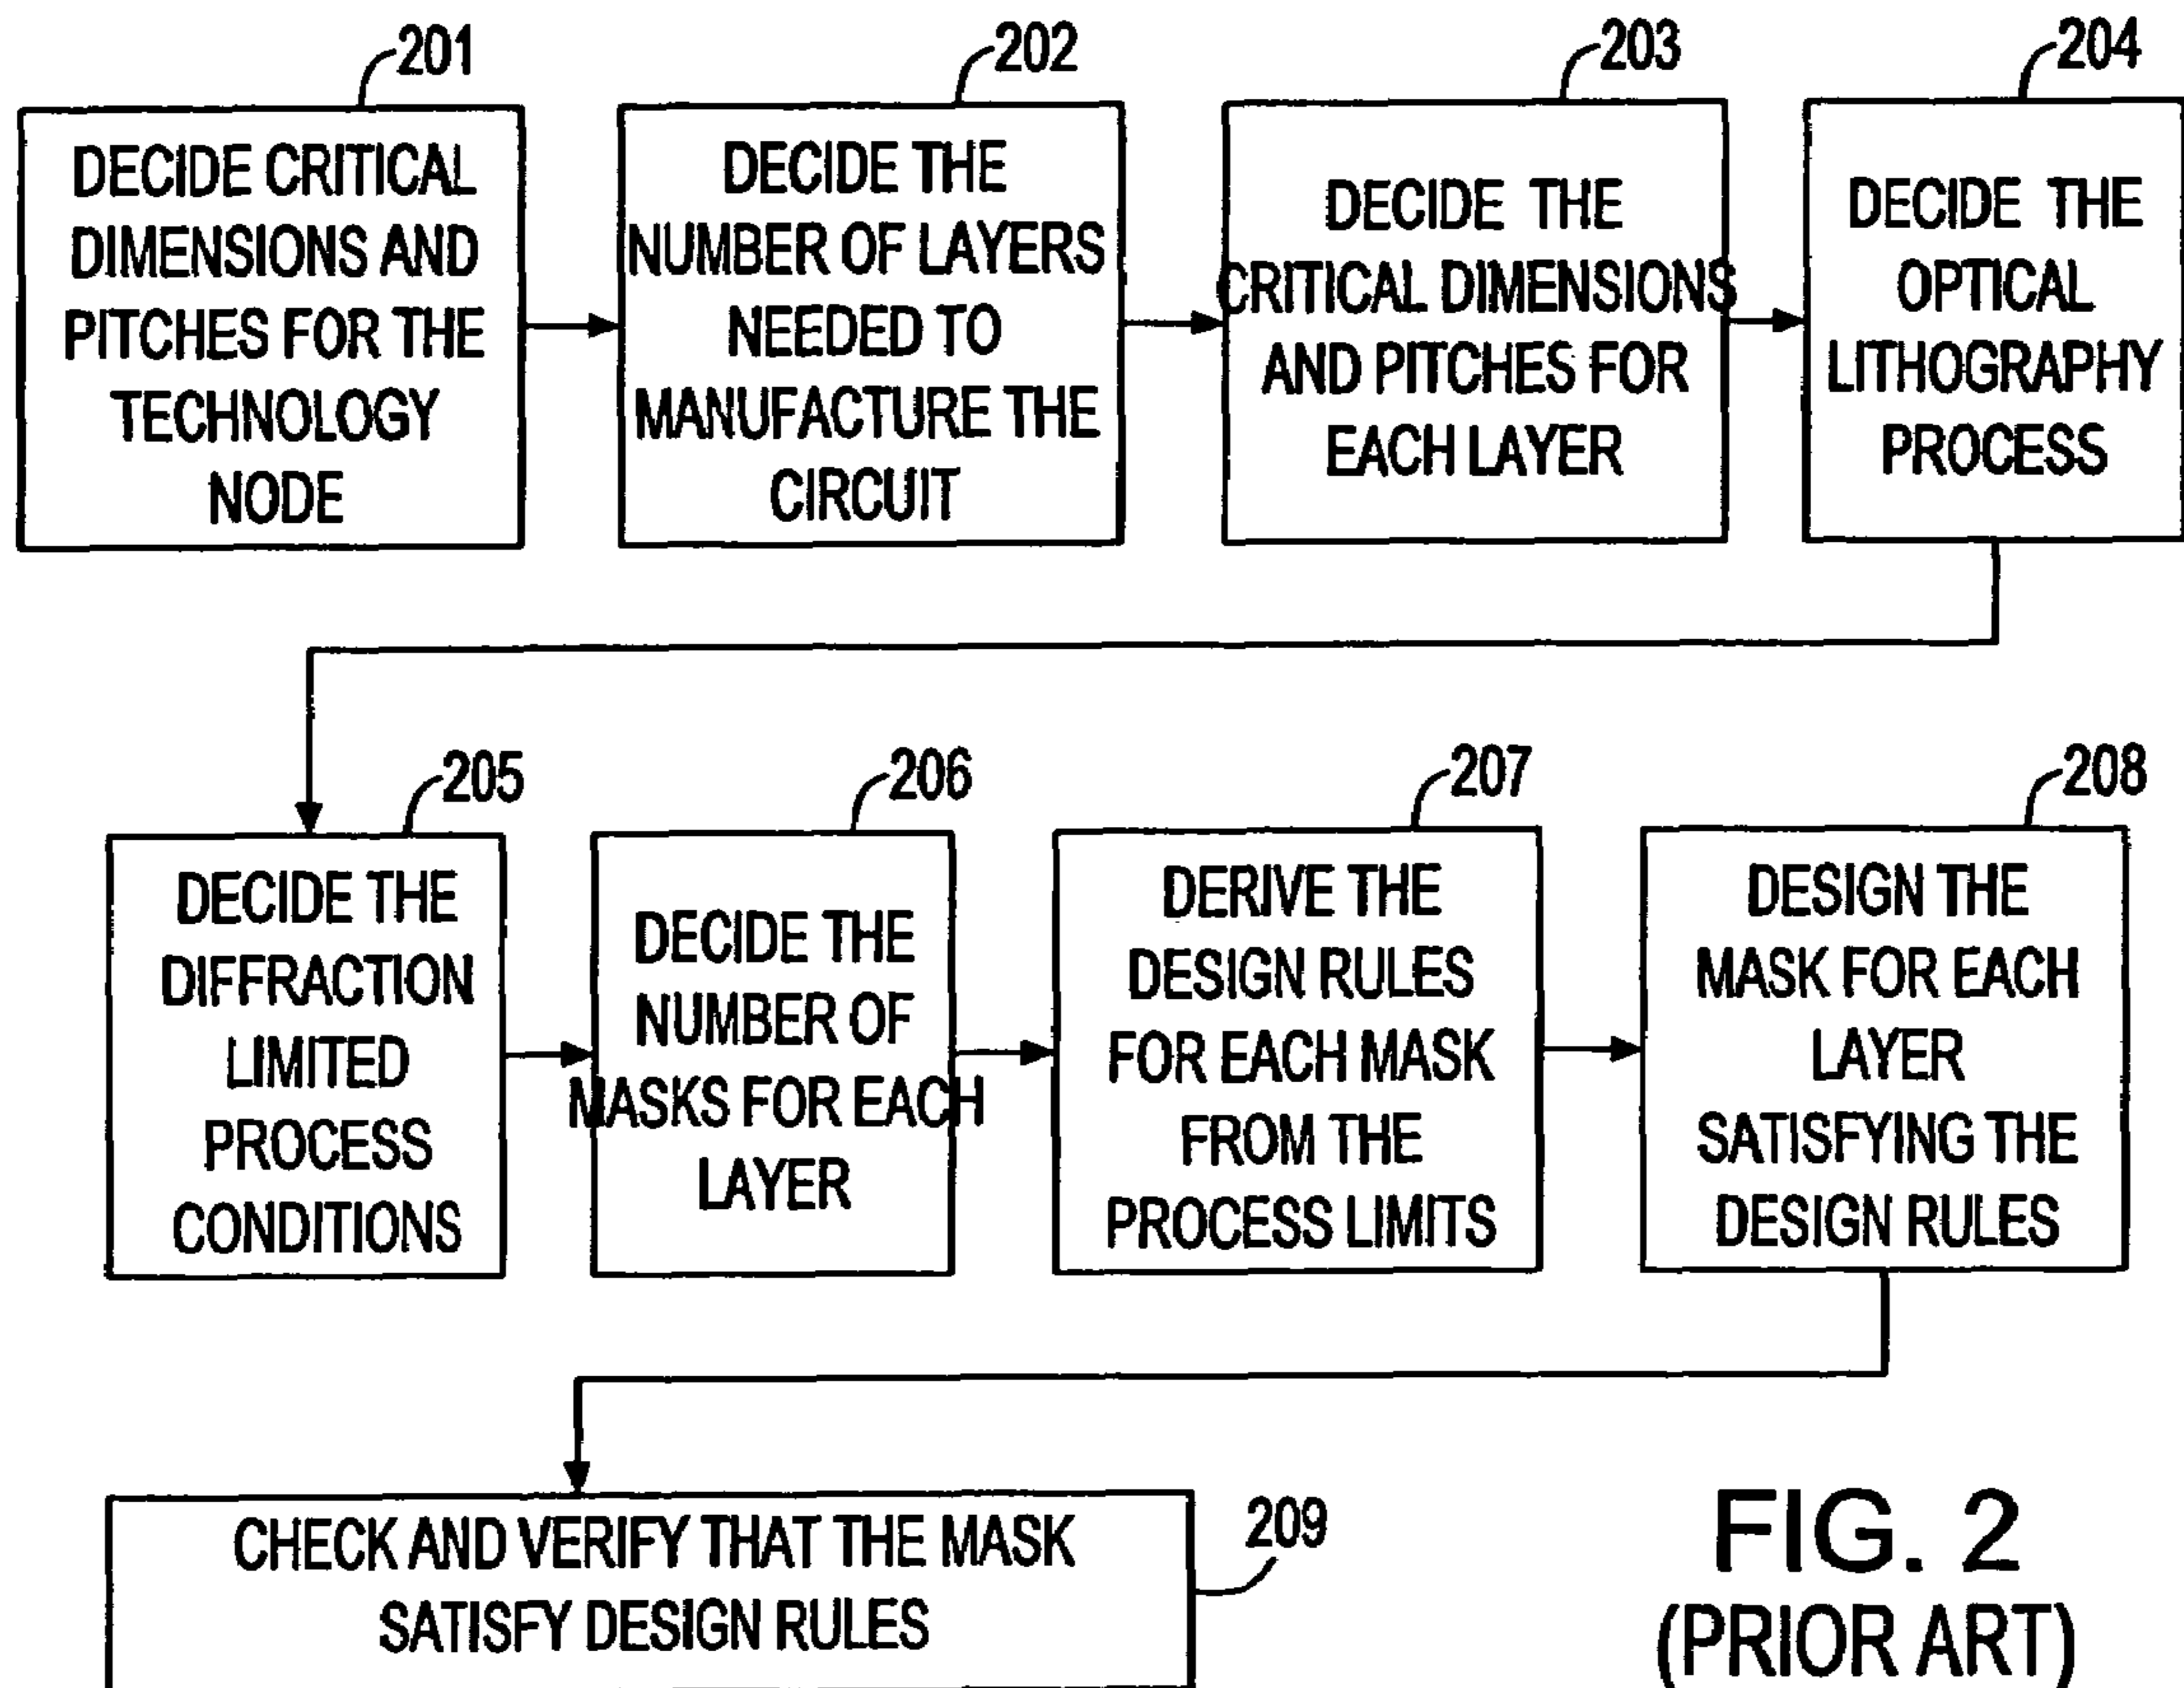 201
DECIDE CRITICAL
DIMENSIONS AND
PITCHES FOR THE
TECHNOLOGY
NODE
202
DECIDE THE
NUMBER OF LAYERS
NEEDED TO
MANUFACTURE THE
CIRCUIT
203
DECIDE THE
CRITICAL DIMENSIONS
AND PITCHES FOR
EACH LAYER
204
DECIDE THE
OPTICAL
LITHOGRAPHY
PROCESS
205
DECIDE THE
DIFFRACTION
LIMITED
PROCESS
CONDITIONS
206
DECIDE THE
NUMBER OF
MASKS FOR EACH
LAYER
207
DERIVE THE
DESIGN RULES
FOR EACH MASK
FROM THE
PROCESS LIMITS
208
DESIGN THE
MASK FOR EACH
LAYER
SATISFYING THE
DESIGN RULES
209
CHECK AND VERIFY THAT THE MASK
SATISFY DESIGN RULES
FIG. 2
(PRIOR ART)